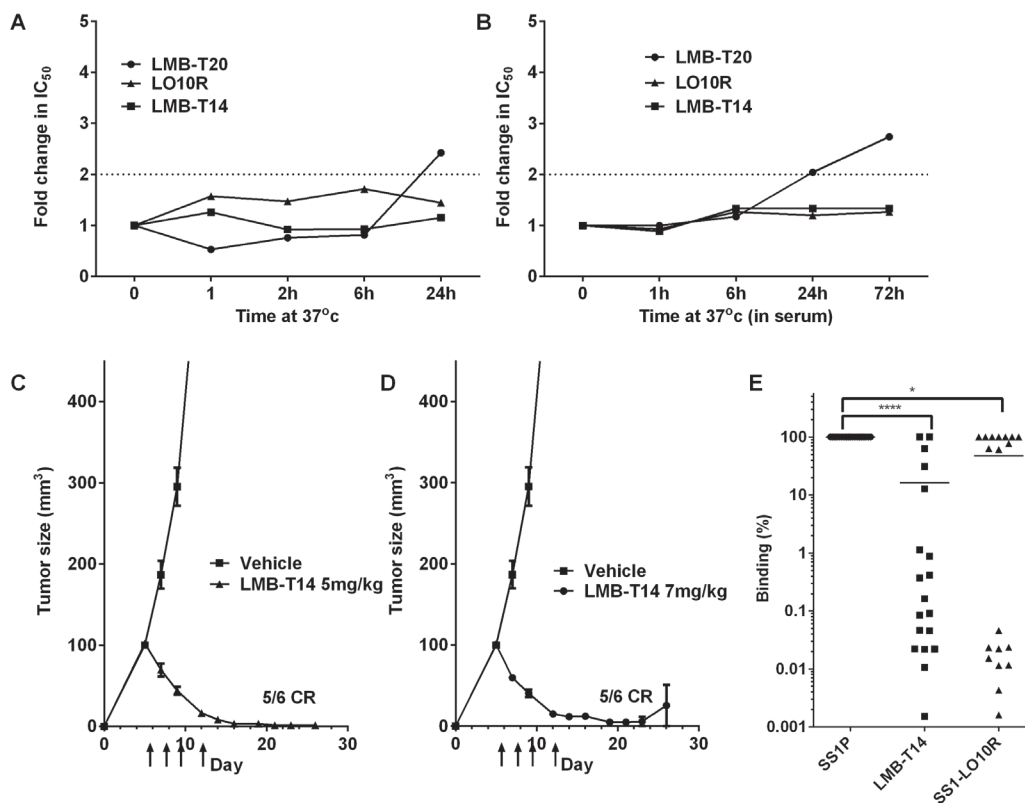 A
Fold change in IC50
5
4
3
2
1
0
LMB-T20
LO10R
LMB-T14
0 1 2h 6h 24h
Time at 37oc
B
Fold change in IC50
5
4
3
2
1
0
LMB-T20
LO10R
LMB-T14
0 1h 6h 24h 72h
Time at 37oc (in serum)
C
Tumor size (mm3)
400
300
200
100
0
Vehicle
LMB-T14 5mg/kg
5/6 CR
0 10 20 30
Day
D
Tumor size (mm3)
400
300
200
100
0
Vehicle
LMB-T14 7mg/kg
5/6 CR
0 10 20 30
Day
E
Binding (%)
*
****
100
10
1
0.1
0.01
0.001
SS1P
LMB-T14
SS1-LO10R